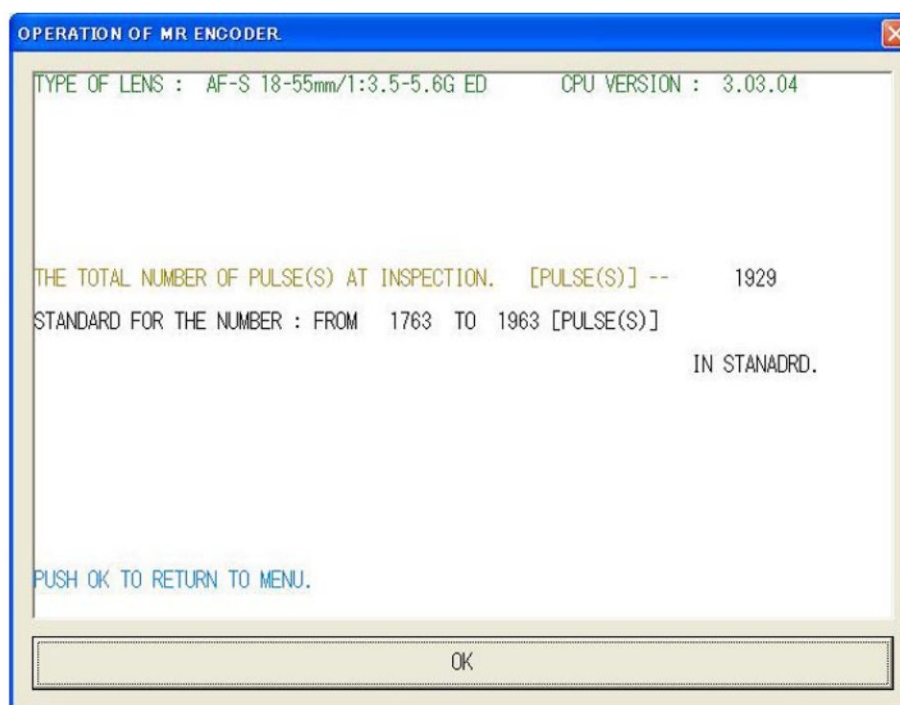 OPERATION OF MR ENCODER
TYPE OF LENS : AF-S 18-55mm/1:3.5-5.6G ED CPU VERSION : 3.03.04
THE TOTAL NUMBER OF PULSE(S) AT INSPECTION. [PULSE(S)] -- 1929
STANDARD FOR THE NUMBER : FROM 1763 TO 1963 [PULSE(S)]
IN STANADRD.
PUSH OK TO RETURN TO MENU.
OK